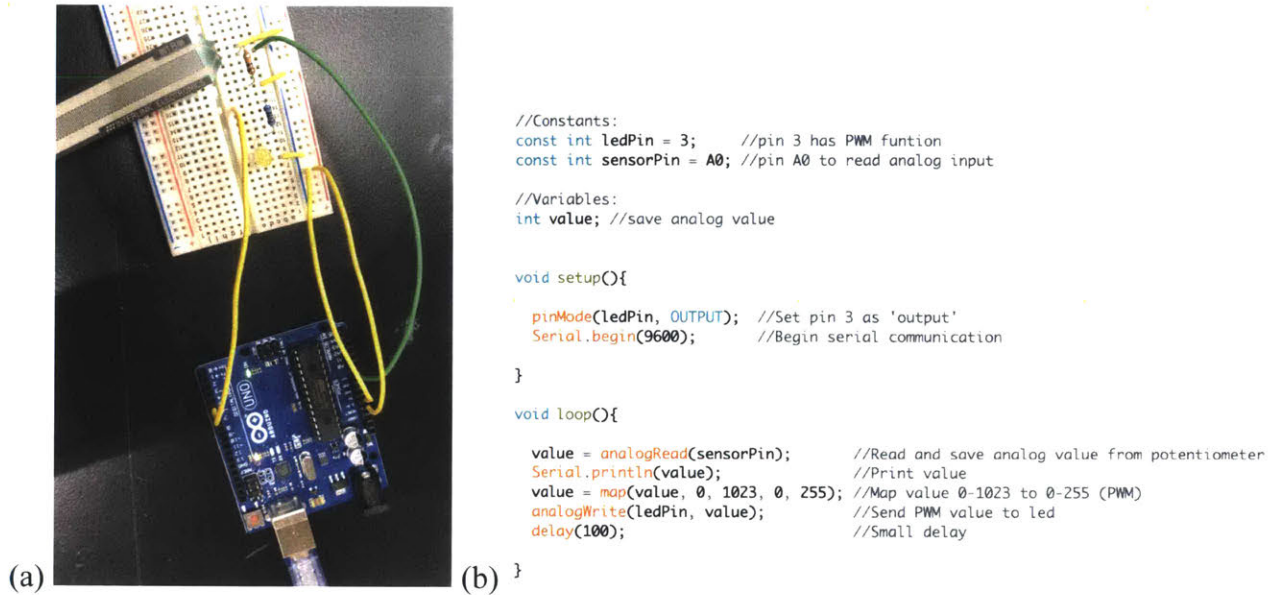 UNO
ARDUINO
(a)
//Constants:
const int ledPin = 3; //pin 3 has PWM funtion
const int sensorPin = A0; //pin A0 to read analog input
//Variables:
int value; //save analog value
void setup(){
pinMode(ledPin, OUTPUT); //Set pin 3 as 'output'
Serial.begin(9600); //Begin serial communication
}
void loop(){
value = analogRead(sensorPin); //Read and save analog value from potentiometer
Serial.println(value); //Print value
value = map(value, 0, 1023, 0, 255); //Map value 0-1023 to 0-255 (PWM)
analogWrite(ledPin, value); //Send PWM value to led
delay(100); //Small delay
}
(b)